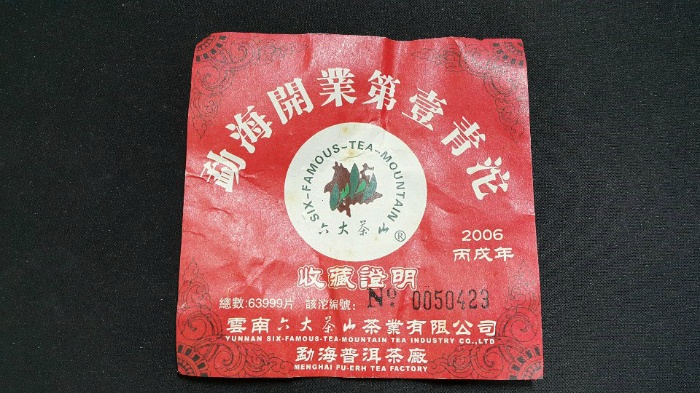 勐海開業第壹青沱
SIX-FAMOUS-TEA-MOUNTAIN
六大茶山 ®
2006
丙戌年
收藏證明
總數:63999片 該沱編號: Nº 0050423
雲南六大茶山茶業有限公司
YUNNAN SIX-FAMOUS-TEA-MOUNTAIN TEA INDUSTRY CO.,LTD
勐海普洱茶廠
MENGHAI PU-ERH TEA FACTORY